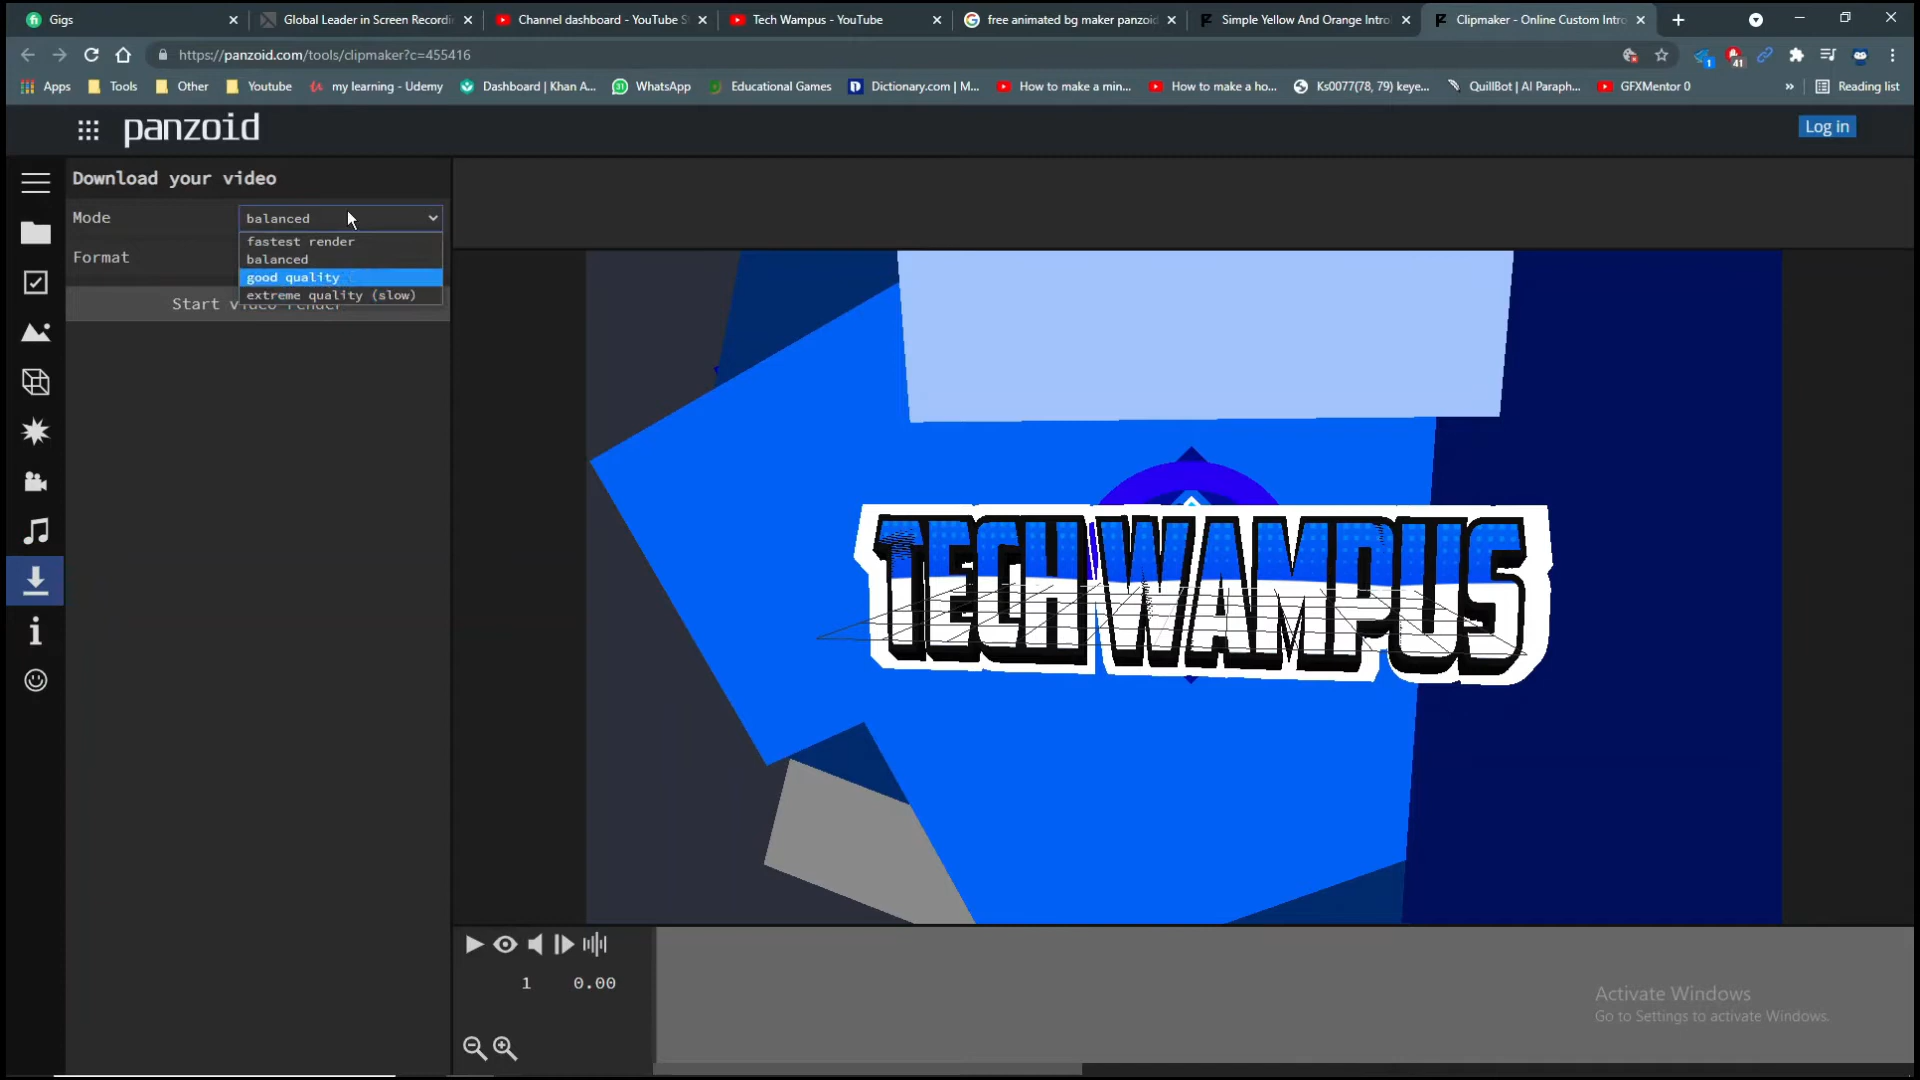 Gigs
Global Leader in Screen Recordi
Channel dashboard - YouTube S
Tech Wampus - YouTube
free animated bg maker panzoid
Simple Yellow And Orange Intro
Clipmaker - Online Custom Intro
https://panzoid.com/tools/clipmaker?c=455416
1
41
Apps
Tools
Other
Youtube
my learning - Udemy
Dashboard | Khan A...
WhatsApp
Educational Games
Dictionary.com | M...
How to make a min...
How to make a ho...
Ks0077(78, 79) keye...
QuillBot | AI Paraph...
GFXMentor 0
»
Reading list
panzoid
Log in
Download your video
Mode
balanced
fastest render
balanced
good quality
extreme quality (slow)
Format
Start video render
TECH WAMPUS
1
0.00
Activate Windows
Go to Settings to activate Windows.